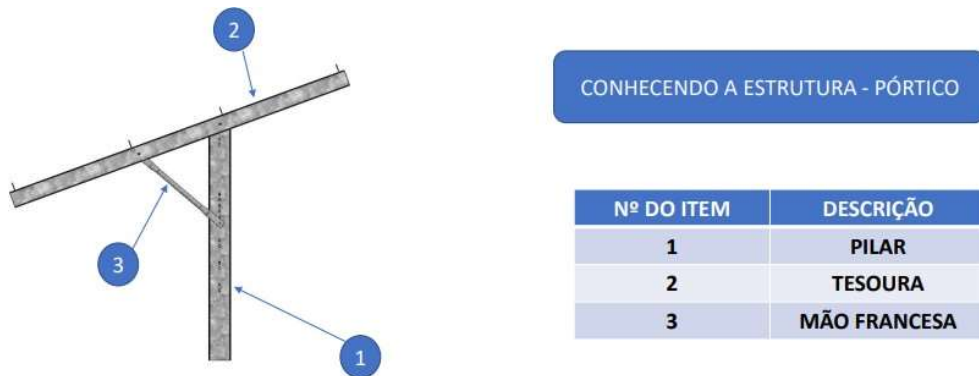 2
3
1
CONHECENDO A ESTRUTURA - PÓRTICO
Nº DO ITEM DESCRIÇÃO
1 PILAR
2 TESOURA
3 MÃO FRANCESA